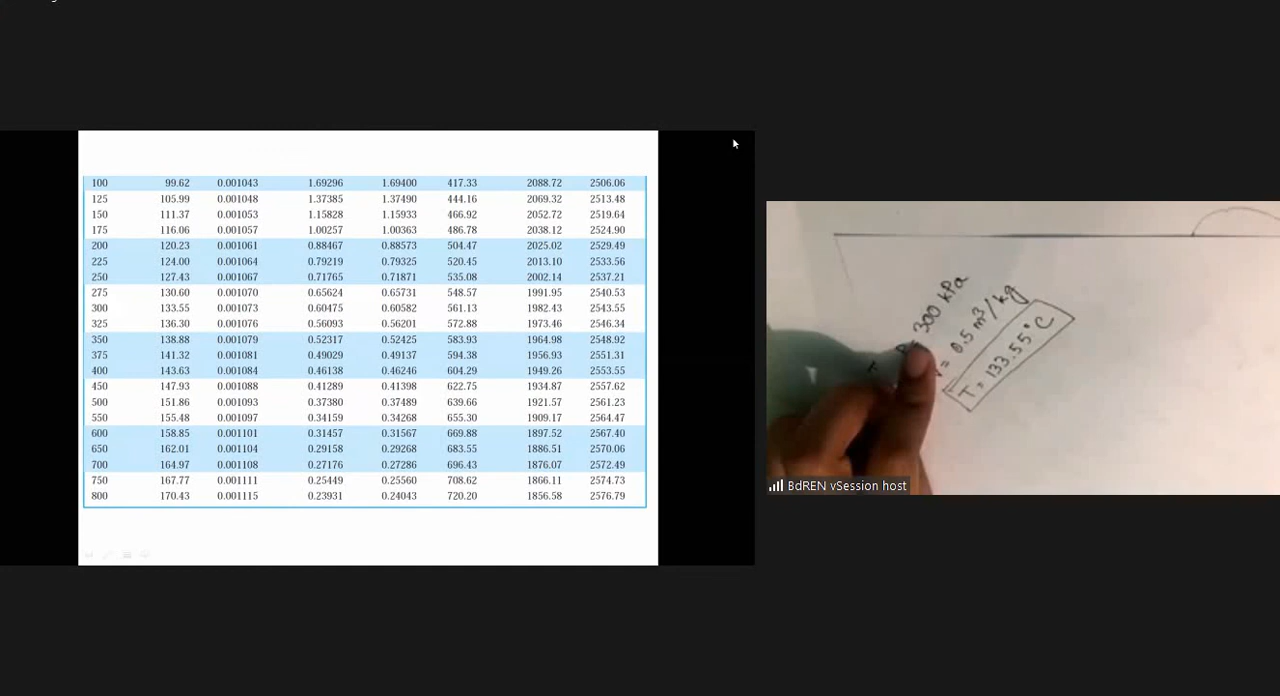 100 99.62 0.001043 1.69296 1.69400 417.33 2088.72 2506.06
125 105.99 0.001048 1.37385 1.37490 444.16 2069.32 2513.48
150 111.37 0.001053 1.15828 1.15933 466.92 2052.72 2519.64
175 116.06 0.001057 1.00257 1.00363 486.78 2038.12 2524.90
200 120.23 0.001061 0.88467 0.88573 504.47 2025.02 2529.49
225 124.00 0.001064 0.79219 0.79325 520.45 2013.10 2533.56
250 127.43 0.001067 0.71765 0.71871 535.08 2002.14 2537.21
275 130.60 0.001070 0.65624 0.65731 548.57 1991.95 2540.53
300 133.55 0.001073 0.60475 0.60582 561.13 1982.43 2543.55
325 136.30 0.001076 0.56093 0.56201 572.88 1973.46 2546.34
350 138.88 0.001079 0.52317 0.52425 583.93 1964.98 2548.92
375 141.32 0.001081 0.49029 0.49137 594.38 1956.93 2551.31
400 143.63 0.001084 0.46138 0.46246 604.29 1949.26 2553.55
450 147.93 0.001088 0.41289 0.41398 622.75 1934.87 2557.62
500 151.86 0.001093 0.37380 0.37489 639.66 1921.57 2561.23
550 155.48 0.001097 0.34159 0.34268 655.30 1909.17 2564.47
600 158.85 0.001101 0.31457 0.31567 669.88 1897.52 2567.40
650 162.01 0.001104 0.29158 0.29268 683.55 1886.51 2570.06
700 164.97 0.001108 0.27176 0.27286 696.43 1876.07 2572.49
750 167.77 0.001111 0.25449 0.25560 708.62 1866.11 2574.73
800 170.43 0.001115 0.23931 0.24043 720.20 1856.58 2576.79
= 300 kPa
= 0.5 m³/kg
T = 133.55°C
BdREN vSession host